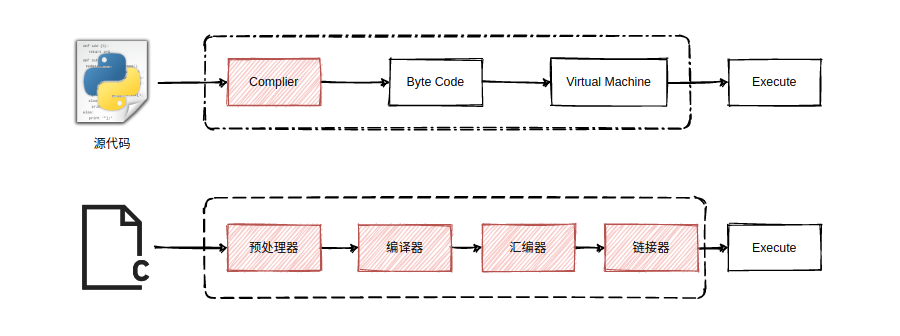 Complier
Byte Code
Virtual Machine
Execute
源代码
预处理器
编译器
汇编器
链接器
Execute
C